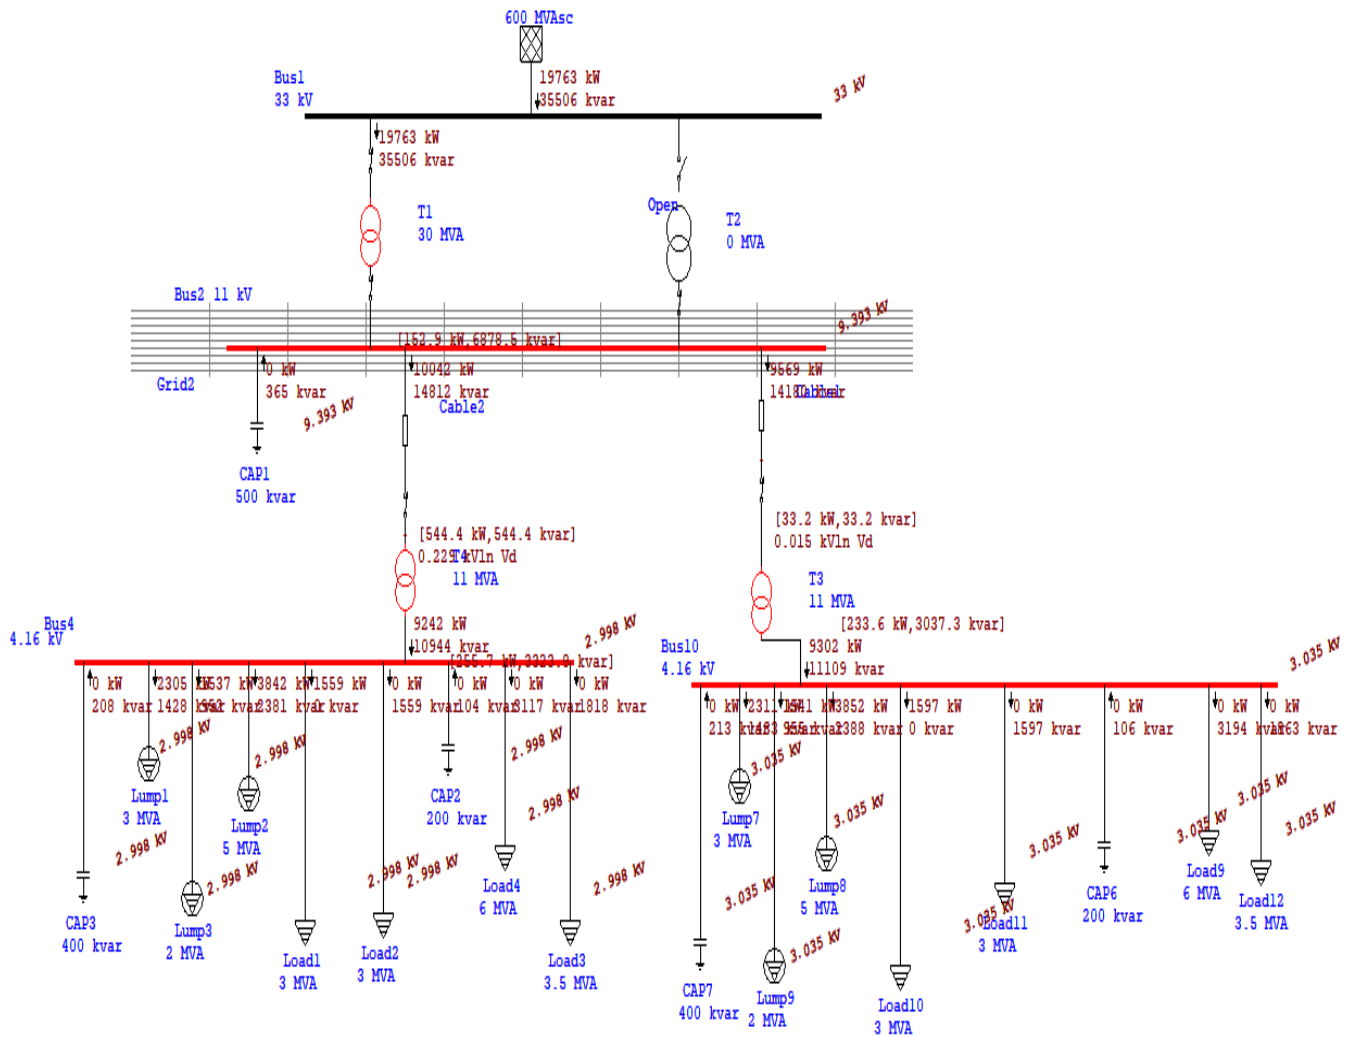 600 MVAsc
19763 kW
35506 kvar
Bus1
33 kV
33 kV
19763 kW
35506 kvar
T1
30 MVA
Open
T2
0 MVA
Bus2 11 kV
9.393 kV
[152.9 kW,6878.5 kvar]
0 kW
365 kvar
10042 kW
14812 kvar
9569 kW
Grid2
Cable2
9.393 kV
CAP1
500 kvar
[544.4 kW,544.4 kvar]
T4
11 MVA
[33.2 kW,33.2 kvar]
0.015 kVln Vd
T3
11 MVA
[233.6 kW,3037.3 kvar]
Bus4
4.16 kV
9242 kW
10944 kvar
2.998 kV
Bus10
4.16 kV
9302 kW
11109 kvar
3.035 kV
0 kW
208 kvar
2305
1428
3842
2381
1559 kW
0 kW
1559 kvar
0 kW
104 kvar
0 kW
3117 kvar
0 kW
1818 kvar
0 kW
213
3852 kW
2388 kvar
1597 kW
0 kvar
0 kW
1597 kvar
0 kW
106 kvar
0 kW
3194
0 kW
1863 kvar
2.998 kV
Lump1
3 MVA
2.998 kV
Lump2
5 MVA
2.998 kV
CAP2
200 kvar
2.998 kV
2.998 kV
2.998 kV
Lump3
2 MVA
2.998 kV
2.998 kV
Load4
6 MVA
2.998 kV
CAP3
400 kvar
Load1
3 MVA
Load2
3 MVA
Load3
3.5 MVA
3.035 kV
Lump7
3 MVA
3.035 kV
Lump8
5 MVA
3.035 kV
3.035 kV
3.035 kV
3.035 kV
3.035 kV
Load9
6 MVA
Load12
3.5 MVA
CAP6
200 kvar
3.035 kV
Load11
3 MVA
3.035 kV
CAP7
400 kvar
Lump9
2 MVA
Load10
3 MVA